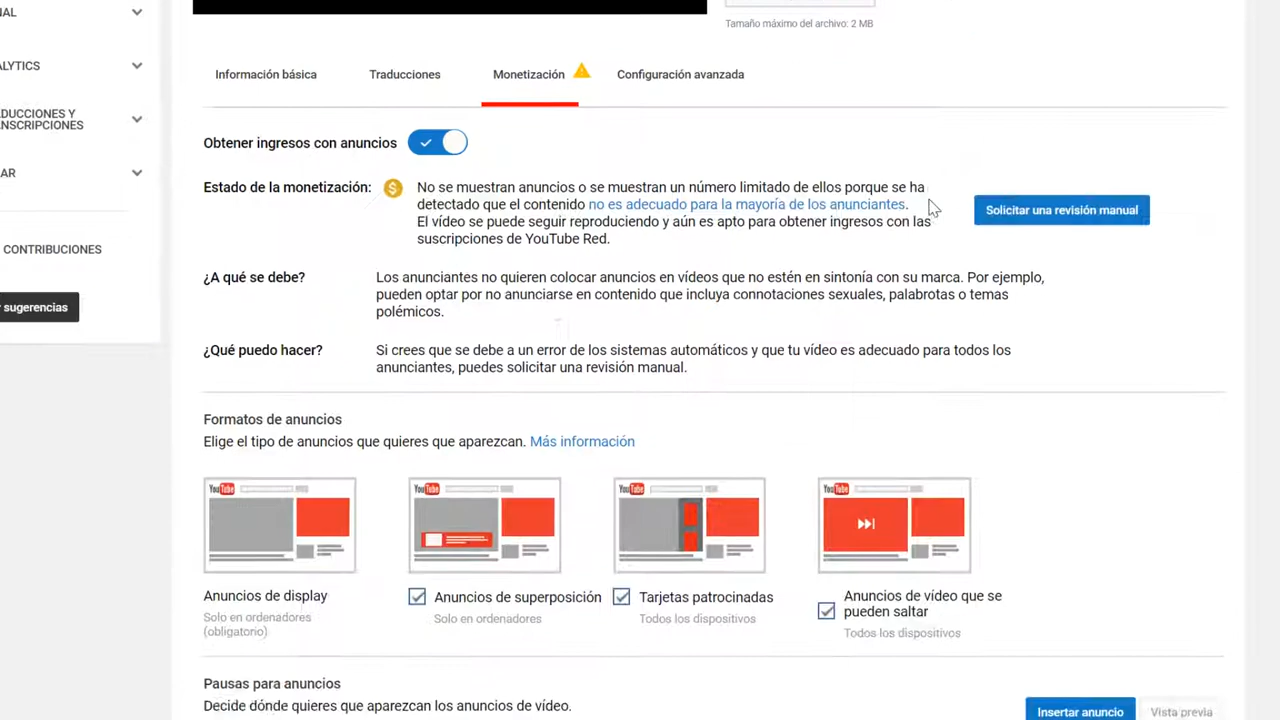 Tamaño máximo del archivo: 2 MB
NAL
ALYTICS
DUCCIONES Y
NSCRIPCIONES
AR
CONTRIBUCIONES
sugerencias
Información básica
Traducciones
Monetización
Configuración avanzada
Obtener ingresos con anuncios
Estado de la monetización:
No se muestran anuncios o se muestran un número limitado de ellos porque se ha
detectado que el contenido no es adecuado para la mayoría de los anunciantes.
El vídeo se puede seguir reproduciendo y aún es apto para obtener ingresos con las
suscripciones de YouTube Red.
Solicitar una revisión manual
¿A qué se debe?
Los anunciantes no quieren colocar anuncios en vídeos que no estén en sintonía con su marca. Por ejemplo,
pueden optar por no anunciarse en contenido que incluya connotaciones sexuales, palabrotas o temas
polémicos.
¿Qué puedo hacer?
Si crees que se debe a un error de los sistemas automáticos y que tu vídeo es adecuado para todos los
anunciantes, puedes solicitar una revisión manual.
Formatos de anuncios
Elige el tipo de anuncios que quieres que aparezcan. Más información
YouTube
YouTube
YouTube
YouTube
Anuncios de display
Solo en ordenadores
(obligatorio)
Anuncios de superposición
Solo en ordenadores
Tarjetas patrocinadas
Todos los dispositivos
Anuncios de vídeo que se
pueden saltar
Todos los dispositivos
Pausas para anuncios
Decide dónde quieres que aparezcan los anuncios de vídeo.
Insertar anuncio
Vista previa